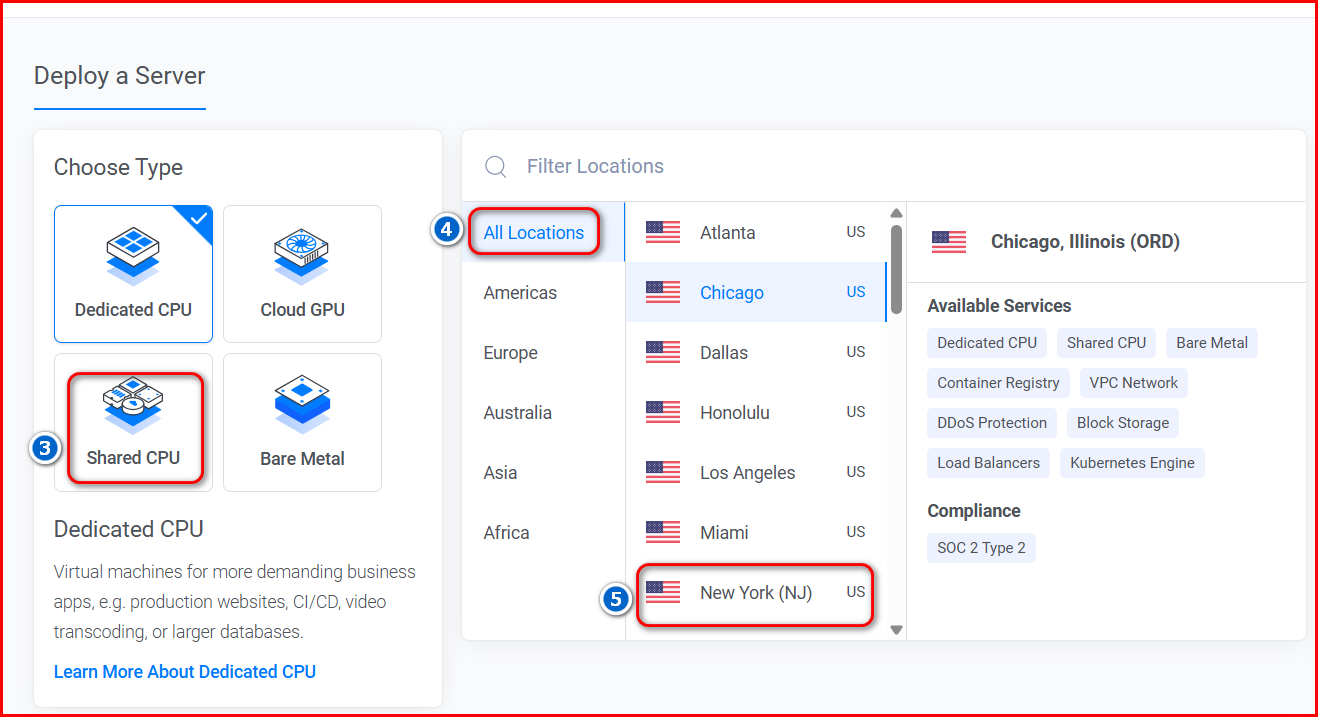 Deploy a Server
Choose Type
Dedicated CPU
Cloud GPU
3
Shared CPU
Bare Metal
Dedicated CPU
Virtual machines for more demanding business
apps, e.g. production websites, CI/CD, video
transcoding, or larger databases.
Learn More About Dedicated CPU
Filter Locations
4
All Locations
Americas
Europe
Australia
Asia
Africa
Atlanta US
Chicago US
Dallas US
Honolulu US
Los Angeles US
Miami US
5
New York (NJ) US
Chicago, Illinois (ORD)
Available Services
Dedicated CPU Shared CPU Bare Metal
Container Registry VPC Network
DDoS Protection Block Storage
Load Balancers Kubernetes Engine
Compliance
SOC 2 Type 2